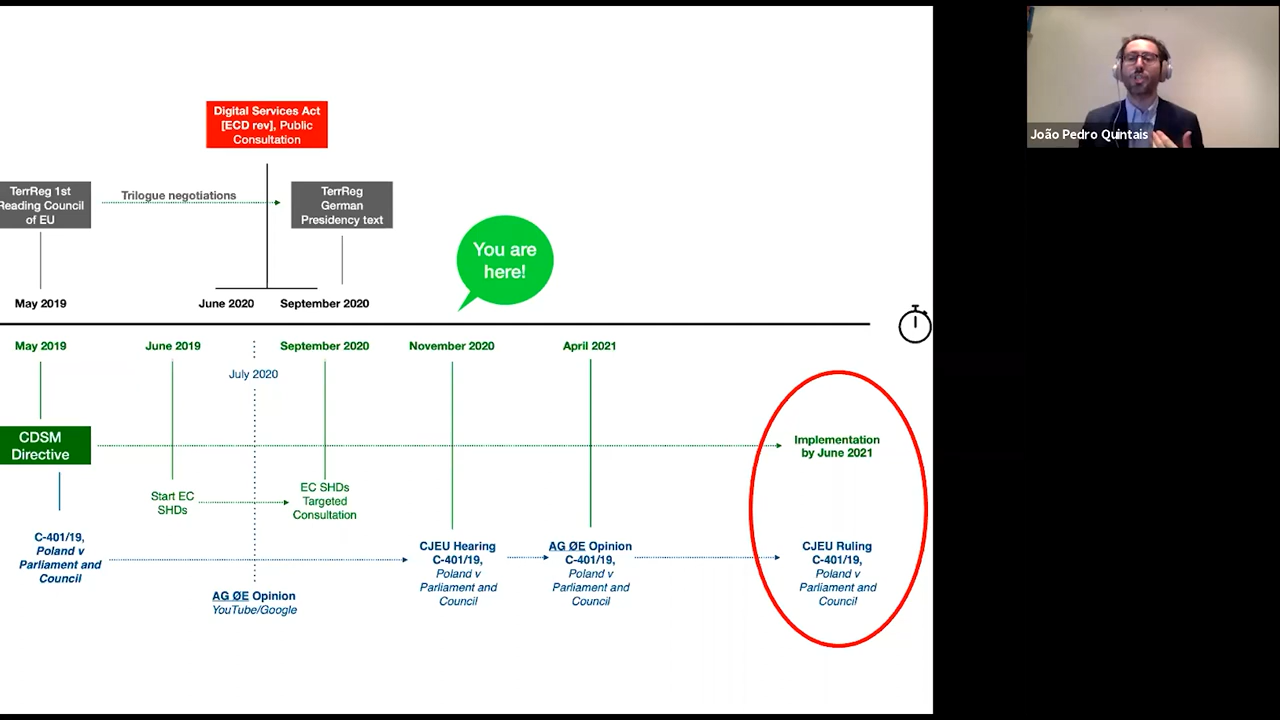 Digital Services Act
[ECD rev], Public
Consultation
TerrReg 1st
Reading Council
of EU
Trilogue negotiations
TerrReg
German
Presidency text
You are
here!
May 2019
June 2020
September 2020
May 2019
June 2019
September 2020
November 2020
April 2021
July 2020
CDSM
Directive
Implementation
by June 2021
Start EC
SHDs
EC SHDs
Targeted
Consultation
C-401/19,
Poland v
Parliament and
Council
CJEU Hearing
C-401/19,
Poland v
Parliament and
Council
AG ØE Opinion
C-401/19,
Poland v
Parliament and
Council
CJEU Ruling
C-401/19,
Poland v
Parliament and
Council
AG ØE Opinion
YouTube/Google
João Pedro Quintais